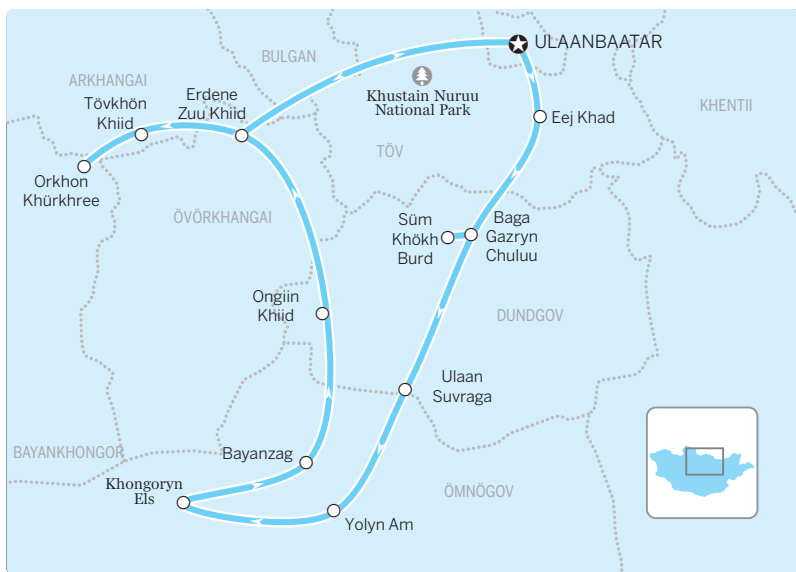 ULAANBAATAR
BULGAN
ARKHANGAI
Khustain Nuruu
National Park
Tövkhön
Khiid
Erdene
Zuu Khiid
KHENTII
Eej Khad
TÖV
Orkhon
Khürkhree
ÖVÖRKHANGAI
Süm
Khökh
Burd
Baga
Gazryn
Chuluu
Ongiin
Khiid
DUNDGOV
Ulaan
Suvraga
BAYANKHONGOR
Bayanzag
Khongoryn
Els
ÖMNÖGOV
Yolyn Am